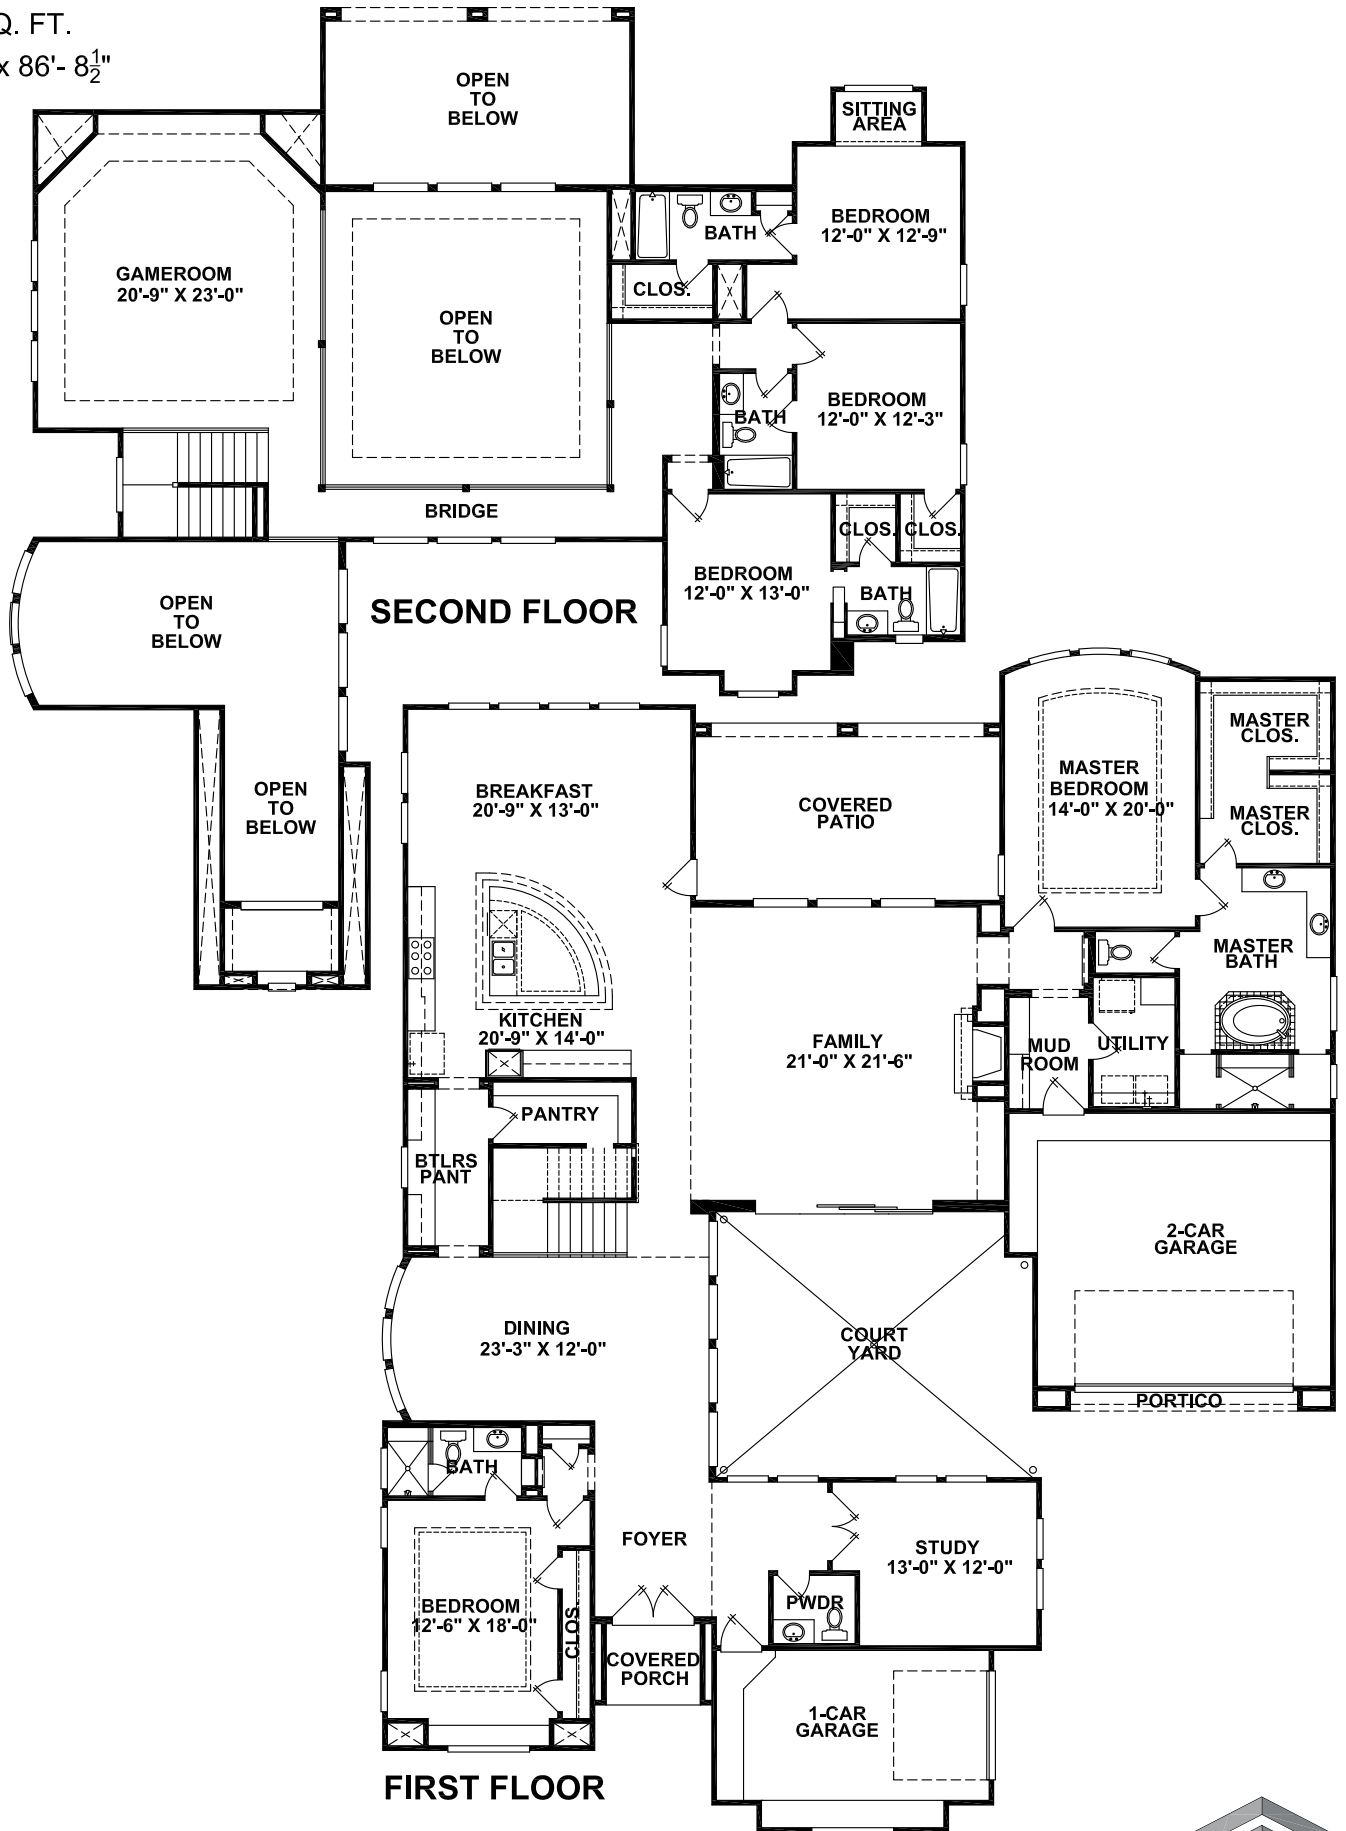 Q. FT.
x 86'- 8½"
OPEN
TO
BELOW
SITTING
AREA
BEDROOM
12'-0" X 12'-9"
BATH
CLOS.
GAMEROOM
20'-9" X 23'-0"
OPEN
TO
BELOW
BEDROOM
12'-0" X 12'-3"
BATH
BRIDGE
CLOS.
CLOS.
BEDROOM
12'-0" X 13'-0"
BATH
OPEN
TO
BELOW
SECOND FLOOR
OPEN
TO
BELOW
BREAKFAST
20'-9" X 13'-0"
COVERED
PATIO
MASTER
BEDROOM
14'-0" X 20'-0"
MASTER
CLOS.
MASTER
CLOS.
MASTER
BATH
KITCHEN
20'-9" X 14'-0"
FAMILY
21'-0" X 21'-6"
MUD
ROOM
UTILITY
PANTRY
BTLRS
PANT
2-CAR
GARAGE
DINING
23'-3" X 12'-0"
COURT
YARD
PORTICO
BATH
FOYER
STUDY
13'-0" X 12'-0"
BEDROOM
12'-6" X 18'-0"
CLOS.
PWDR
COVERED
PORCH
1-CAR
GARAGE
FIRST FLOOR